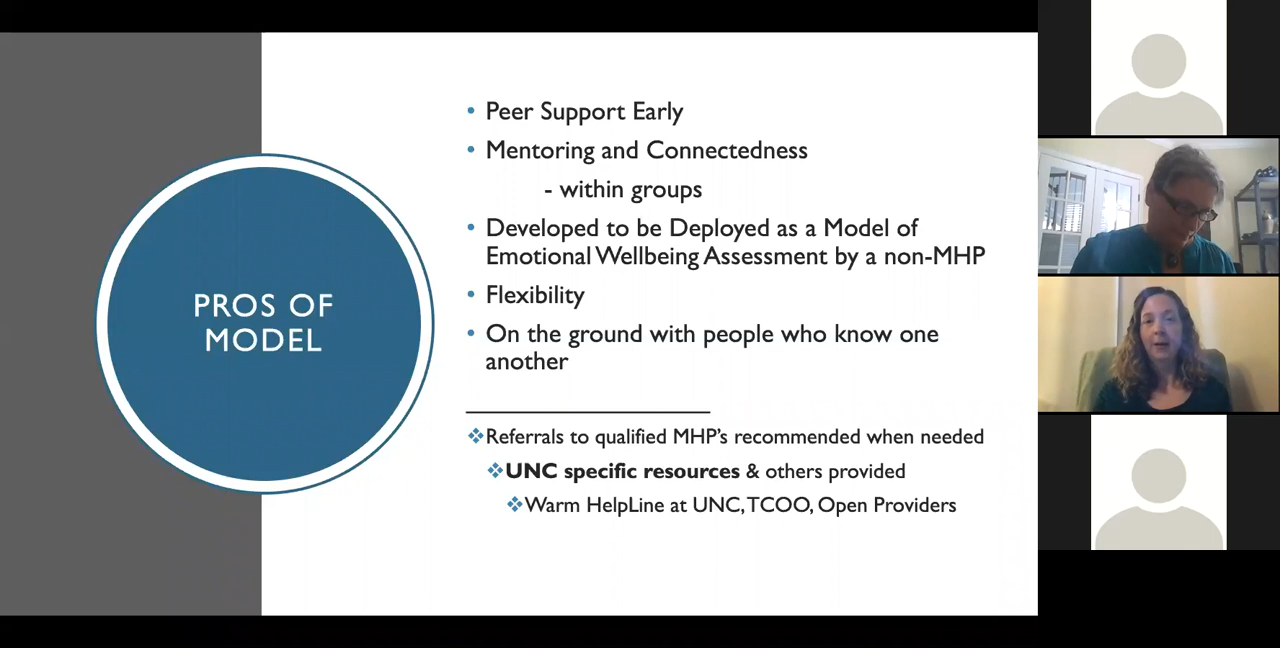 PROS OF
MODEL
• Peer Support Early
• Mentoring and Connectedness
- within groups
• Developed to be Deployed as a Model of
Emotional Wellbeing Assessment by a non-MHP
• Flexibility
• On the ground with people who know one
another
❖Referrals to qualified MHP's recommended when needed
❖UNC specific resources & others provided
❖Warm HelpLine at UNC, TCOO, Open Providers